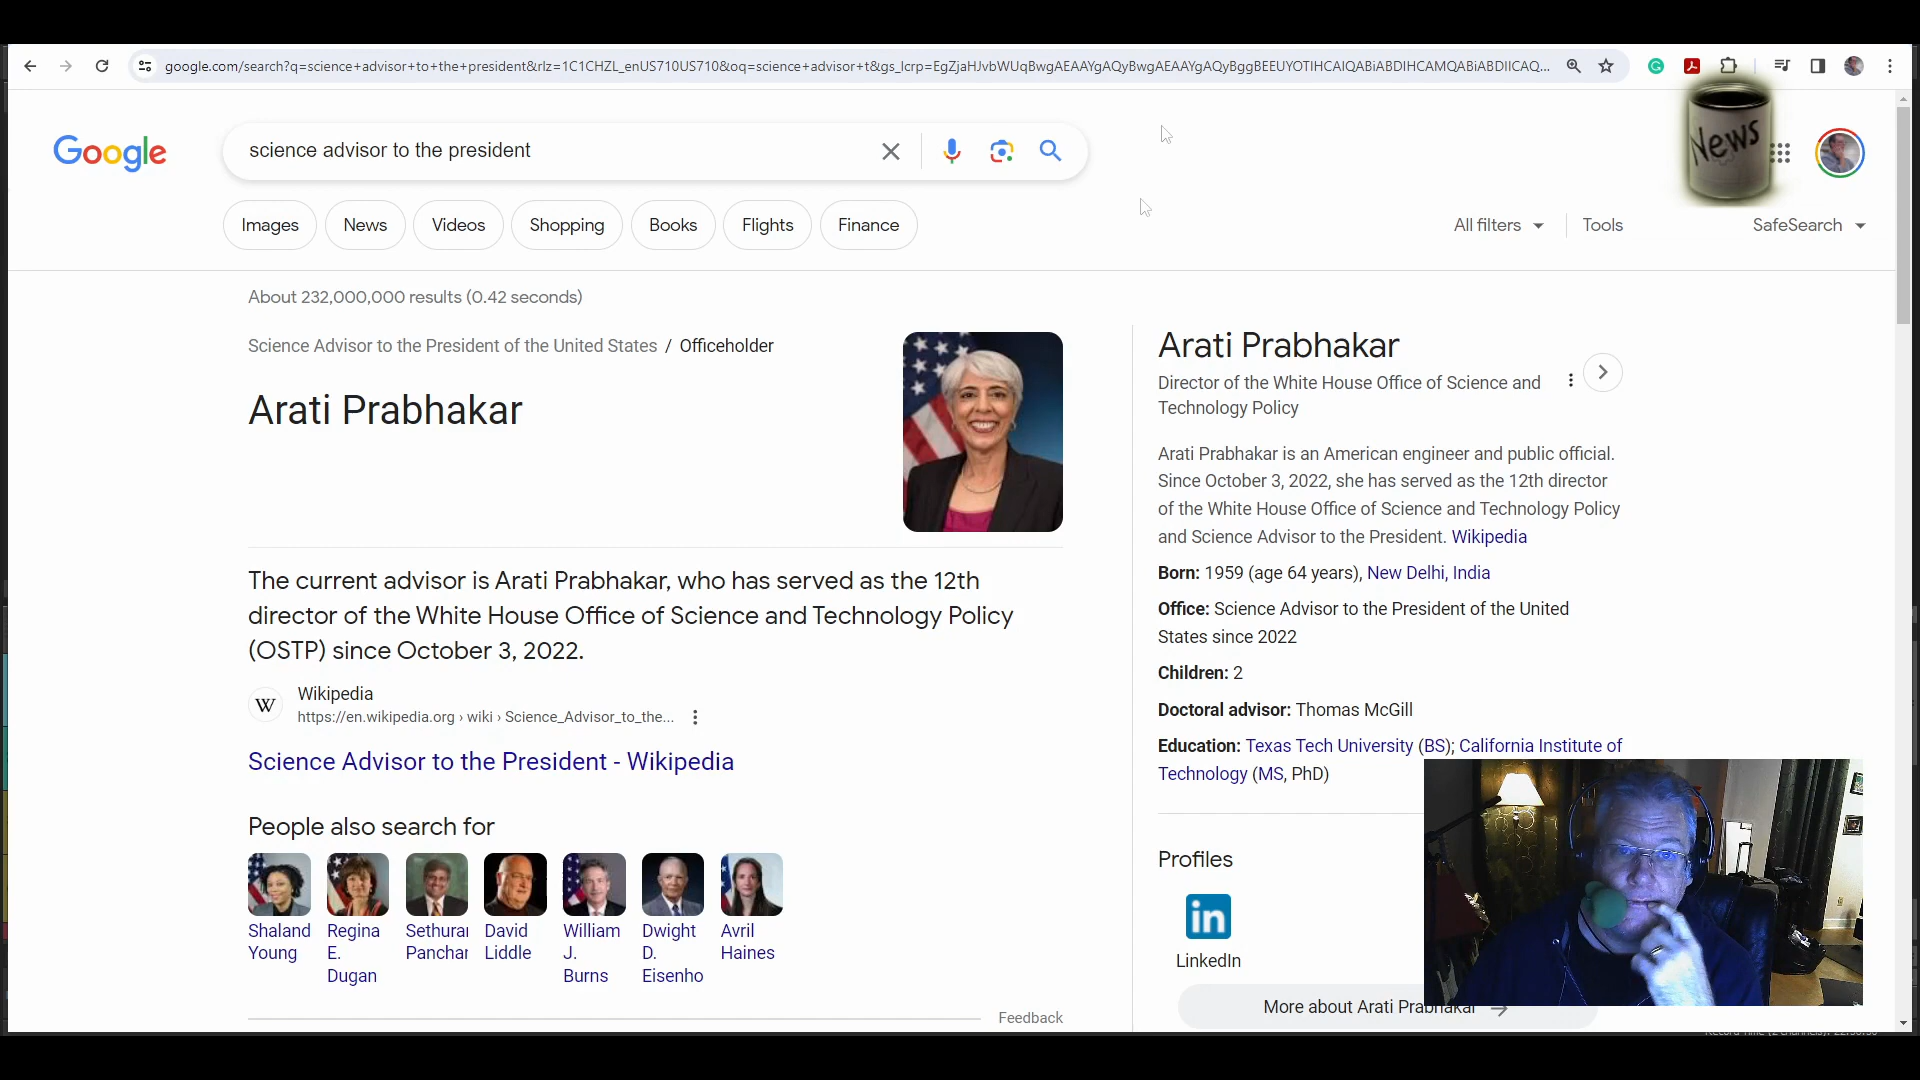 google.com/search?q=science+advisor+to+the+president&rlz=1C1CHZL_enUS710US710&oq=science+advisor+t&gs_lcrp=EgZjaHJvbWUqBwgAEAAYgAQyBwgAEAAYgAQyBggBEEUYOTIHCAIQABiABDIHCAMQABiABDIICAQ...
News
Google
science advisor to the president
Images
News
Videos
Shopping
Books
Flights
Finance
All filters
Tools
SafeSearch
About 232,000,000 results (0.42 seconds)
Science Advisor to the President of the United States / Officeholder
Arati Prabhakar
The current advisor is Arati Prabhakar, who has served as the 12th
director of the White House Office of Science and Technology Policy
(OSTP) since October 3, 2022.
W
Wikipedia
https://en.wikipedia.org › wiki › Science_Advisor_to_the...
Science Advisor to the President - Wikipedia
People also search for
Shaland
Young
Regina
E.
Dugan
Sethurar
Panchar
David
Liddle
William
J.
Burns
Dwight
D.
Eisenho
Avril
Haines
Feedback
Arati Prabhakar
Director of the White House Office of Science and
Technology Policy
Arati Prabhakar is an American engineer and public official.
Since October 3, 2022, she has served as the 12th director
of the White House Office of Science and Technology Policy
and Science Advisor to the President. Wikipedia
Born: 1959 (age 64 years), New Delhi, India
Office: Science Advisor to the President of the United
States since 2022
Children: 2
Doctoral advisor: Thomas McGill
Education: Texas Tech University (BS); California Institute of
Technology (MS, PhD)
Profiles
in
LinkedIn
More about Arati Prabhakar